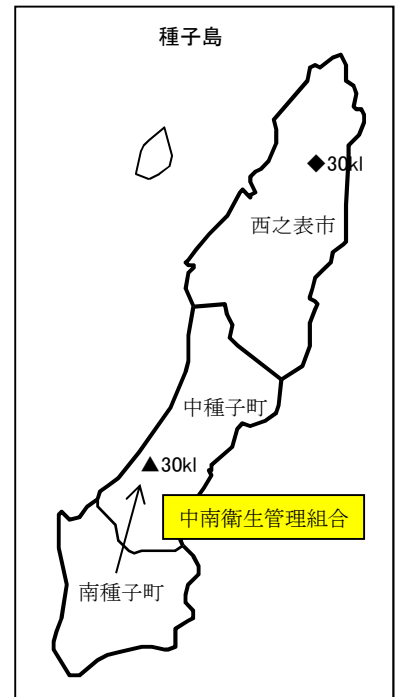 種子島
◆30kl
西之表市
中種子町
▲30kl
中南衛生管理組合
南種子町